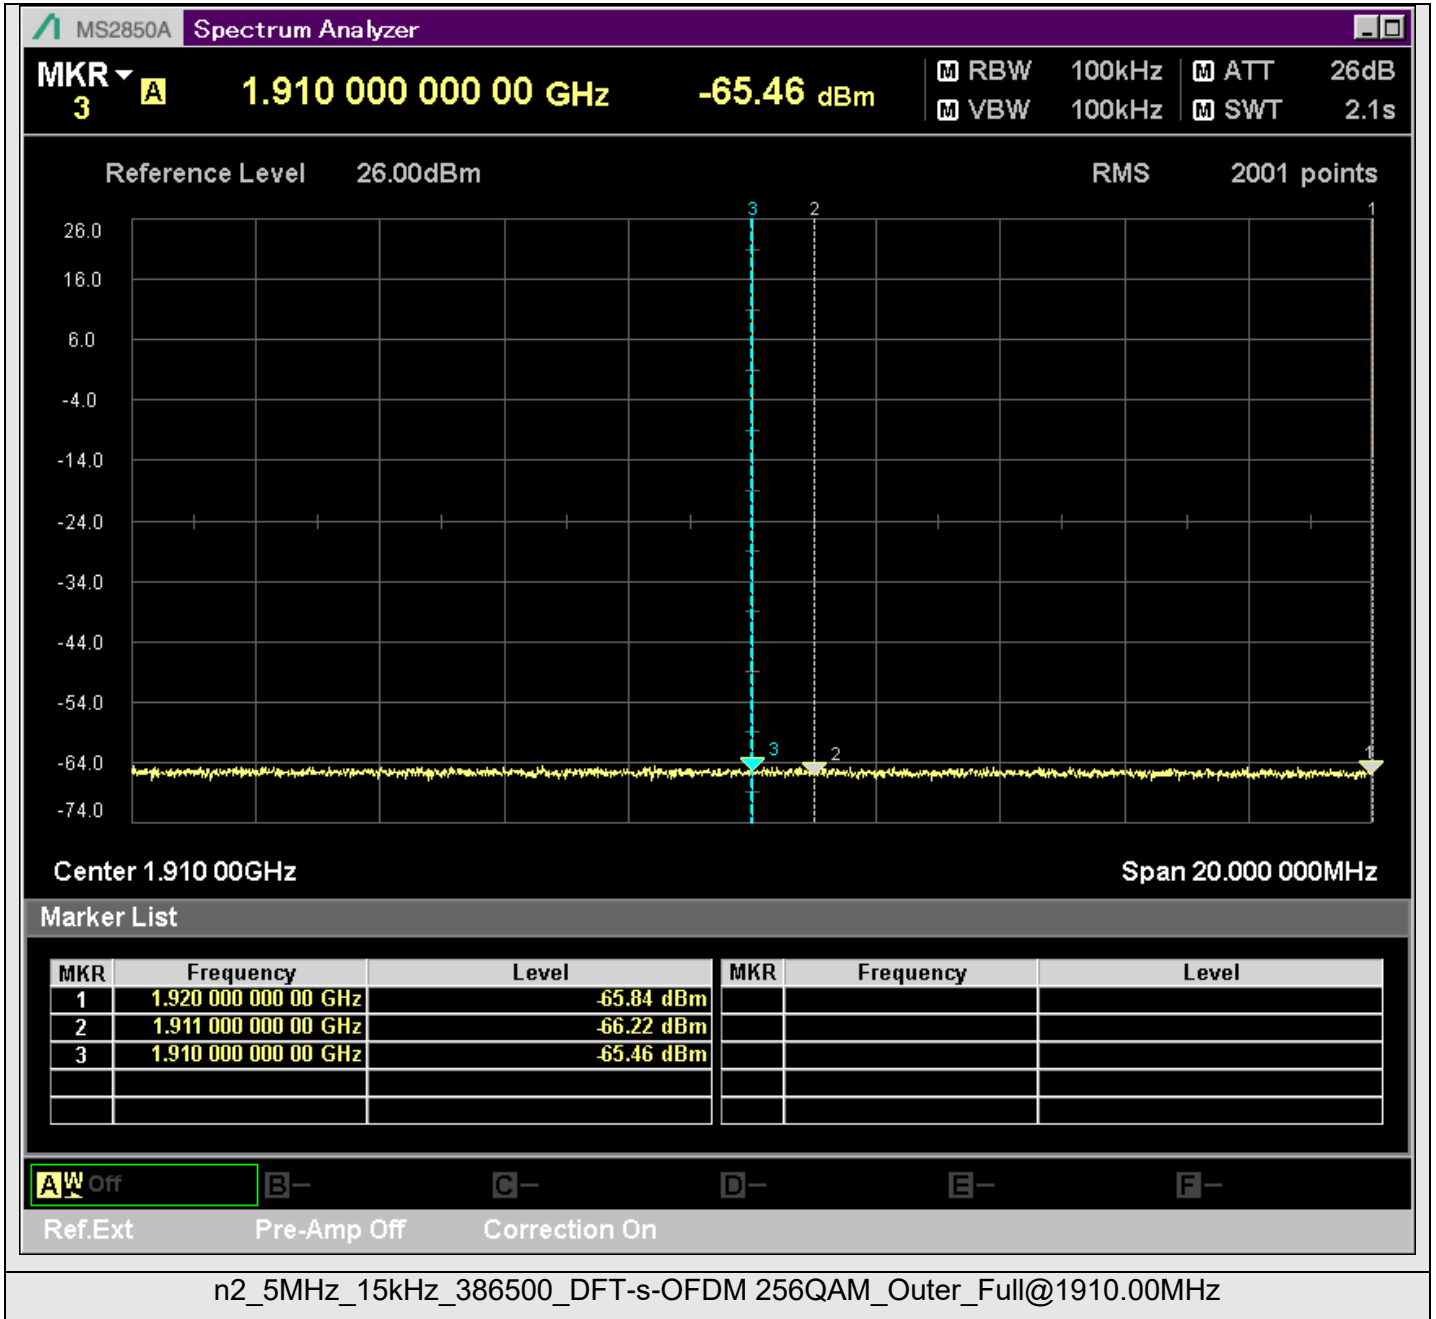 MS2850A Spectrum Analyzer
MKR 3 A 1.910 000 000 00 GHz -65.46 dBm
M RBW 100kHz M ATT 26dB
M VBW 100kHz M SWT 2.1s
Reference Level 26.00dBm RMS 2001 points
3 2 1
26.0
16.0
6.0
-4.0
-14.0
-24.0
-34.0
-44.0
-54.0
3 2 1
-64.0
-74.0
Center 1.910 00GHz Span 20.000 000MHz
Marker List
MKR Frequency Level MKR Frequency Level
1 1.920 000 000 00 GHz -65.84 dBm
2 1.911 000 000 00 GHz -66.22 dBm
3 1.910 000 000 00 GHz -65.46 dBm
A W Off B – C – D – E – F –
Ref.Ext Pre-Amp Off Correction On
n2_5MHz_15kHz_386500_DFT-s-OFDM 256QAM_Outer_Full@1910.00MHz